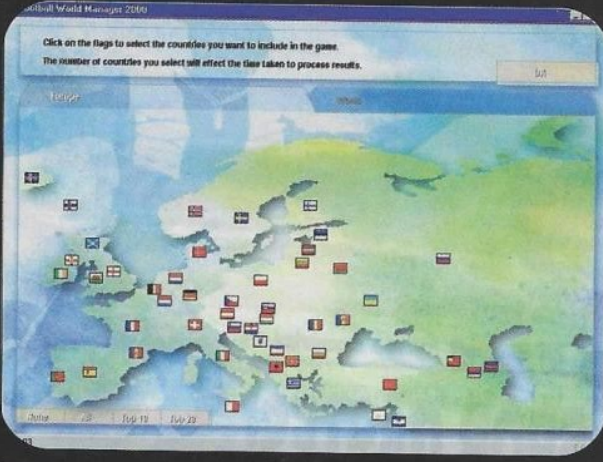 otball World Manager 2000
Click on the flags to select the countries you want to include in the game.
The number of countries you select will effect the time taken to process results.
Europe
Top 10 Top 20